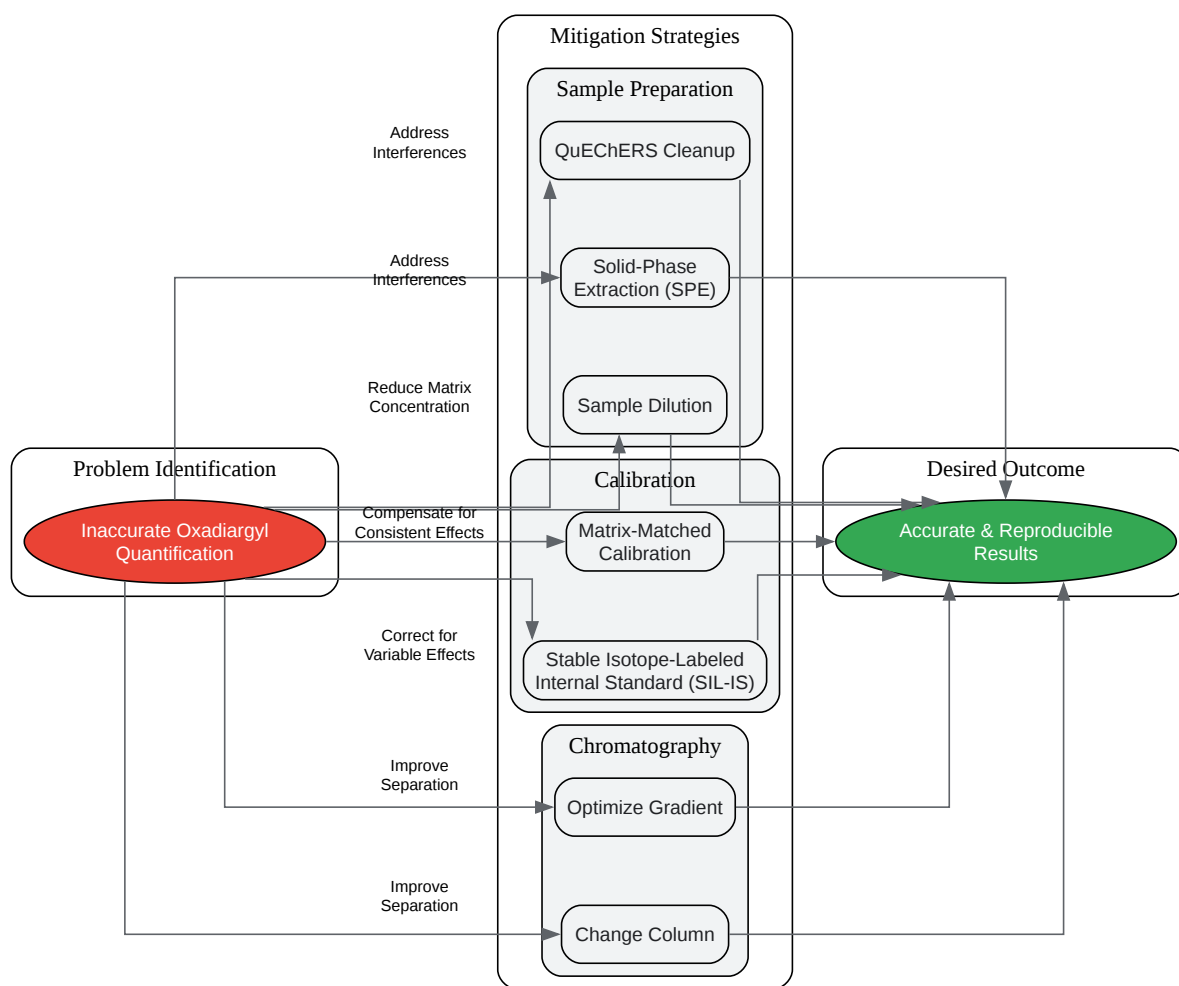 Mitigation Strategies
Sample Preparation
Address
Interferences
QuEChERS Cleanup
Address
Interferences
Solid-Phase
Extraction (SPE)
Reduce Matrix
Concentration
Sample Dilution
Problem Identification
Inaccurate Oxadiargyl
Quantification
Calibration
Compensate for
Consistent Effects
Matrix-Matched
Calibration
Correct for
Variable Effects
Stable Isotope-Labeled
Internal Standard (SIL-IS)
Desired Outcome
Accurate & Reproducible
Results
Chromatography
Improve
Separation
Optimize Gradient
Improve
Separation
Change Column